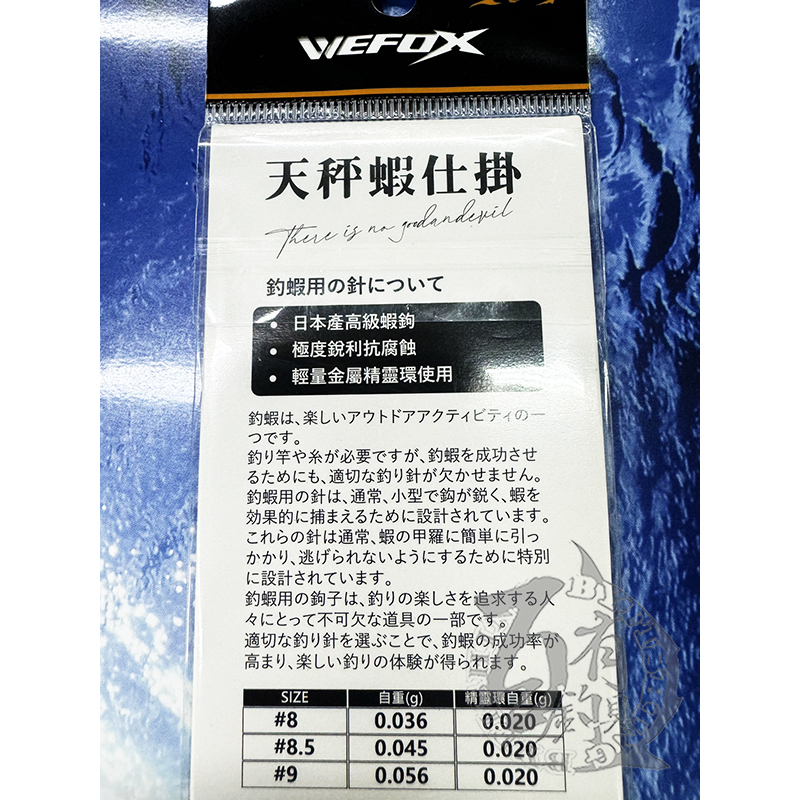 WEFOX
天秤蝦仕掛
There is no goodandevil
釣蝦用の針について
• 日本產高級蝦鉤
• 極度銳利抗腐蝕
• 輕量金屬精靈環使用
釣蝦は、楽しいアウトドアアクティビティの一
つです。
釣り竿や糸が必要ですが、釣蝦を成功させ
るためにも、適切な釣り針が欠かせません。
釣蝦用の針は、通常、小型で鈎が鋭く、蝦を
効果的に捕まえるために設計されています。
これらの針は通常、蝦の甲羅に簡単に引っ
かかり、逃げられないようにするために特別
に設計されています。
釣蝦用の鉤子は、釣りの楽しさを追求する人
々にとって不可欠な道具の一部です。
適切な釣り針を選ぶことで、釣蝦の成功率が
高まり、楽しい釣りの体験が得られます。
SIZE 自重(g) 精靈環自重(g)
#8 0.036 0.020
#8.5 0.045 0.020
#9 0.056 0.020